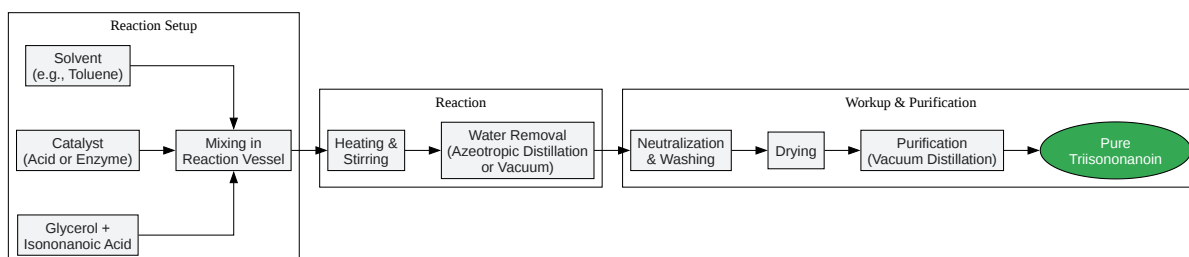 Reaction Setup
Solvent
(e.g., Toluene)
Catalyst
(Acid or Enzyme)
Glycerol +
Isononanoic Acid
Mixing in
Reaction Vessel
Reaction
Heating &
Stirring
Water Removal
(Azeotropic Distillation
or Vacuum)
Workup & Purification
Neutralization
& Washing
Drying
Purification
(Vacuum Distillation)
Pure
Triisononanoin